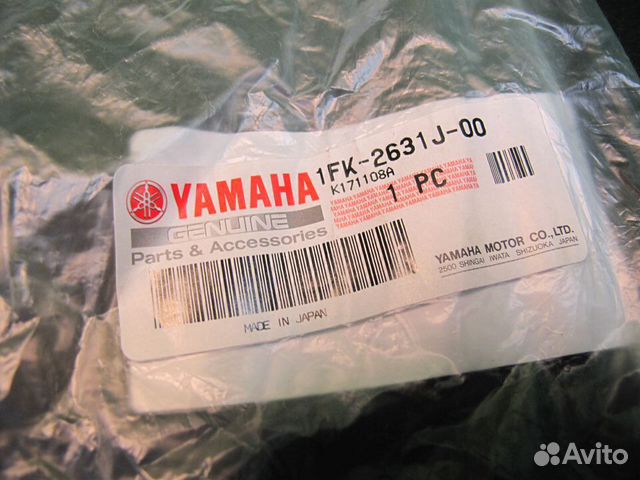 1FK-2631J-00
K171108A
YAMAHA
GENUINE
Parts & Accessories
1 PC
YAMAHA MOTOR CO., LTD.
2500 SHINGAI IWATA SHIZUOKA JAPAN
MADE IN JAPAN
Avito